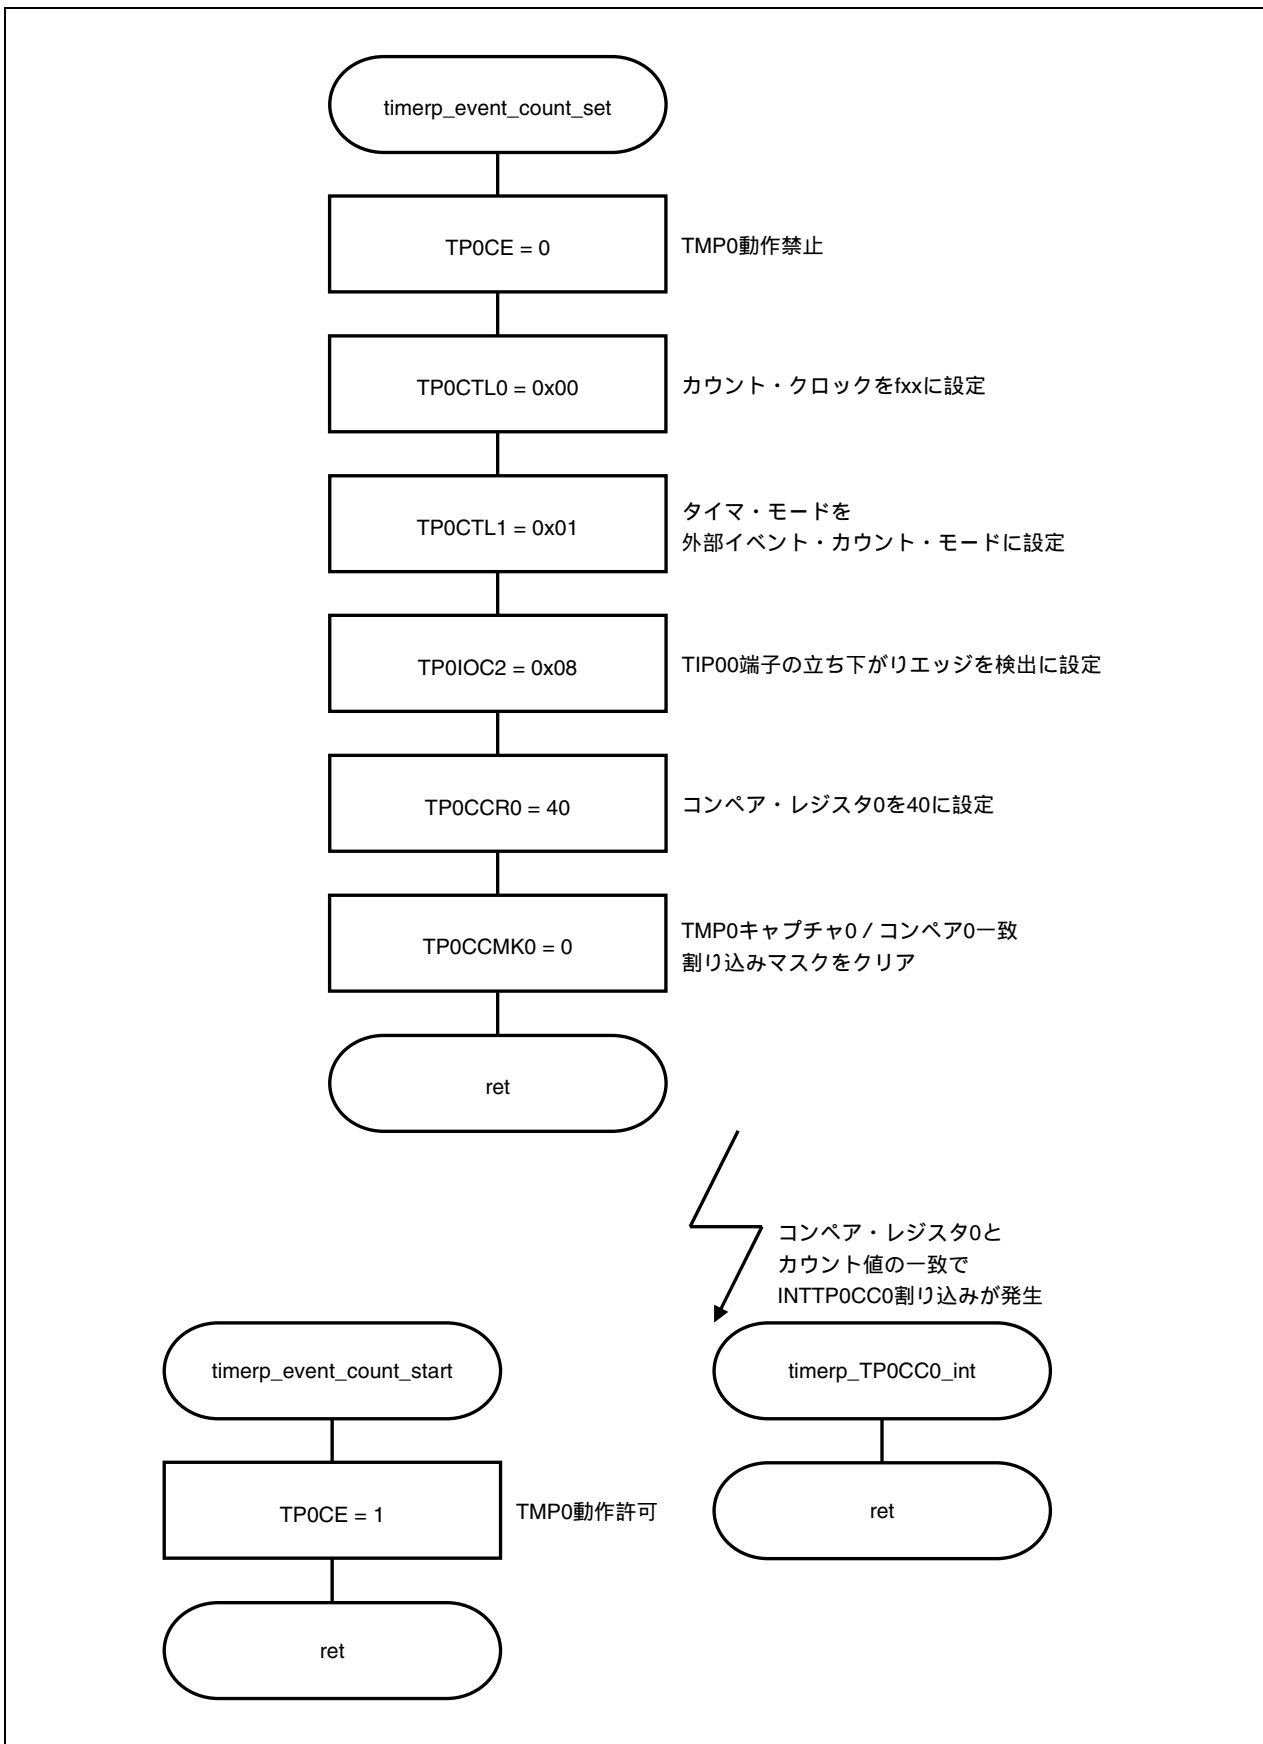 timerp_event_count_set
TP0CE = 0
TMP0動作禁止
TP0CTL0 = 0x00
カウント・クロックをfxxに設定
TP0CTL1 = 0x01
タイマ・モードを
外部イベント・カウント・モードに設定
TP0IOC2 = 0x08
TIP00端子の立ち下がりエッジを検出に設定
TP0CCR0 = 40
コンペア・レジスタ0を40に設定
TP0CCMK0 = 0
TMP0キャプチャ0／コンペア0一致
割り込みマスクをクリア
ret
コンペア・レジスタ0と
カウント値の一致で
INTTP0CC0割り込みが発生
timerp_event_count_start
TP0CE = 1
TMP0動作許可
ret
timerp_TP0CC0_int
ret